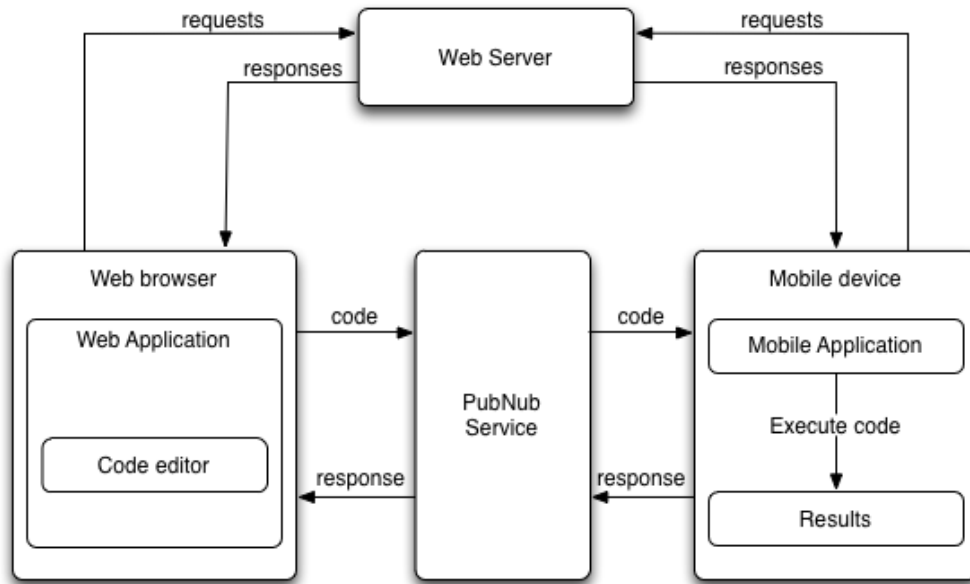 requests
requests
Web Server
responses
responses
Web browser
Mobile device
code
code
Web Application
Mobile Application
PubNub
Service
Execute code
Code editor
response
response
Results